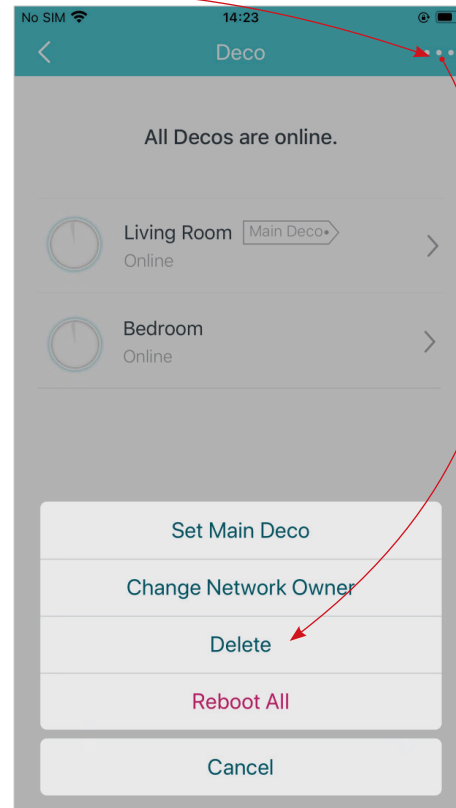 No SIM 14:23
Deco
All Decos are online.
Living Room Main Deco
Online
Bedroom
Online
Set Main Deco
Change Network Owner
Delete
Reboot All
Cancel